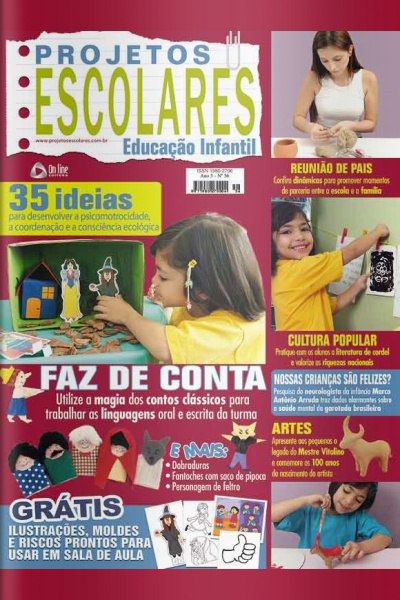 PROJETOS
ESCOLARES
www.projetosescolares.com.br
Educação Infantil
On line
EDITORA
Ano 5 - Nº 56
35 ideias
para desenvolver a psicomotrocidade,
a coordenação e a consciência ecológica
REUNIÃO DE PAIS
Confira dinâmicas para promover momentos
de parceria entre a escola e a família
CULTURA POPULAR
Pratique com os alunos a literatura de cordel
e valorize as riquezas nacionais
FAZ DE CONTA
Utilize a magia dos contos clássicos para
trabalhar as linguagens oral e escrita da turma
NOSSAS CRIANÇAS SÃO FELIZES?
Pesquisa do neurologista da infância Marco
Antônio Arruda traz dados alarmantes sobre
a saúde mental da garotada brasileira
E MAIS:
• Dobraduras
• Fantoches com saco de pipoca
• Personagem de feltro
ARTES
Apresente aos pequenos o
legado do Mestre Vitalino
e comemore os 100 anos
do nascimento do artista
GRÁTIS
ILUSTRAÇÕES, MOLDES
E RISCOS PRONTOS PARA
USAR EM SALA DE AULA